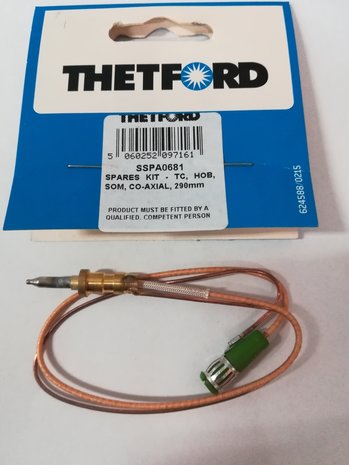 THETFORD
THETFORD
5 060252 097161
SSPA0681
SPARES KIT - TC, HOB,
SOM, CO-AXIAL, 290mm
PRODUCT MUST BE FITTED BY A
QUALIFIED, COMPETENT PERSON
624588/0215